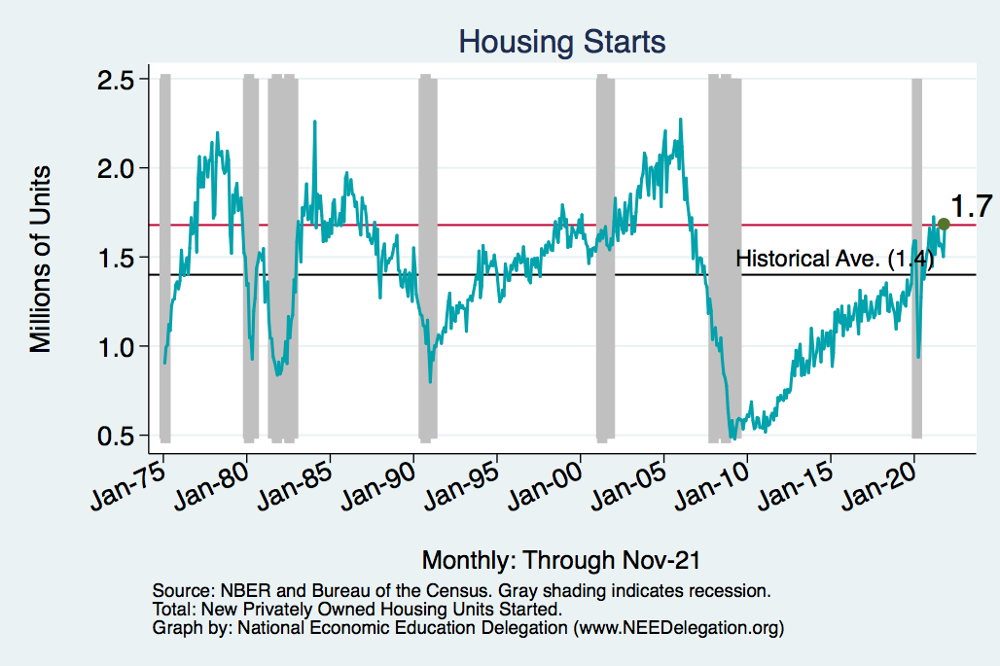 Housing Starts
Millions of Units
2.5
2.0
1.5
1.0
0.5
1.7
Historical Ave. (1.4)
Jan-75
Jan-80
Jan-85
Jan-90
Jan-95
Jan-00
Jan-05
Jan-10
Jan-15
Jan-20
Monthly: Through Nov-21
Source: NBER and Bureau of the Census. Gray shading indicates recession.
Total: New Privately Owned Housing Units Started.
Graph by: National Economic Education Delegation (www.NEEDelegation.org)